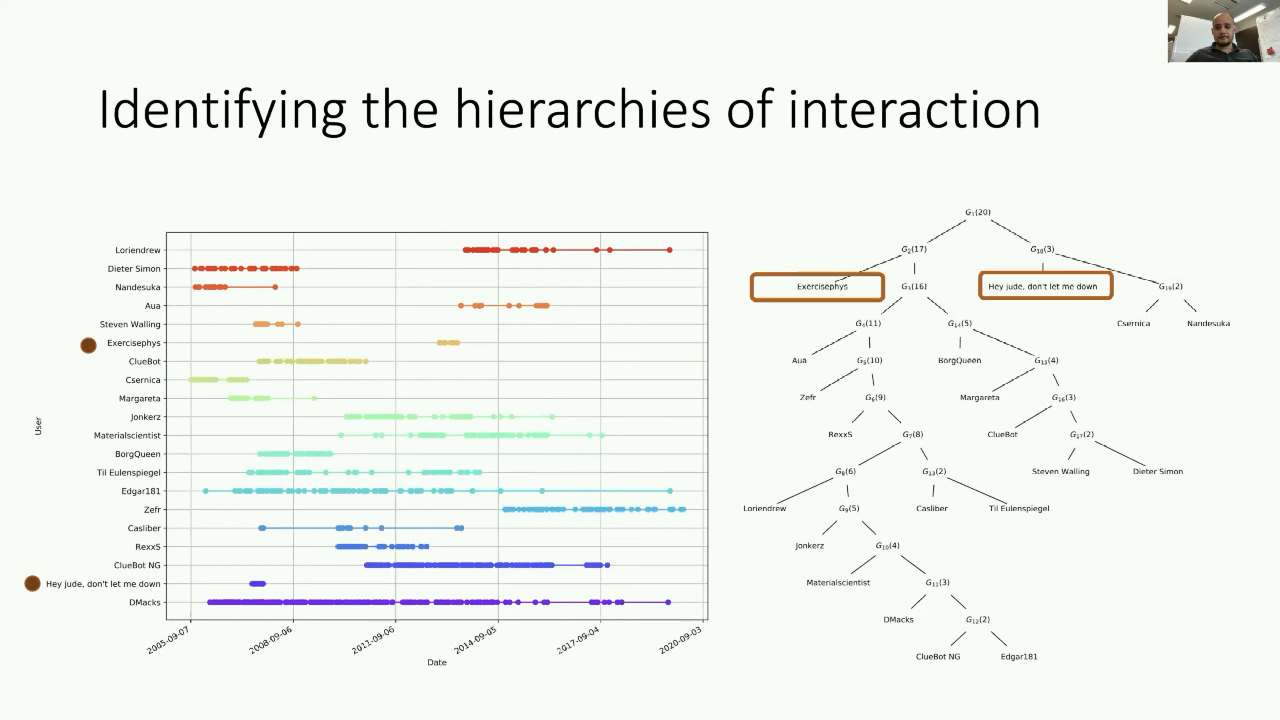 Identifying the hierarchies of interaction
Loriendrew
Dieter Simon
Nandesuka
Aua
Steven Walling
Exercisephys
ClueBot
Csernica
Margareta
Jonkerz
Materialscientist
BorgQueen
Til Eulenspiegel
Edgar181
Zefr
Casliber
RexxS
ClueBot NG
Hey jude, don't let me down
DMacks
User
2005-09-07
2008-09-06
2011-09-06
2014-09-05
2017-09-04
2020-09-03
Date
G₁(20)
G₂(17)
G₁₈(3)
Exercisephys
G₃(16)
Hey jude, don't let me down
G₁₉(2)
G₄(11)
G₁₄(5)
Csernica
Nandesuka
Aua
G₅(10)
BorgQueen
G₁₅(4)
Zefr
G₆(9)
Margareta
G₁₆(3)
RexxS
G₇(8)
ClueBot
G₁₇(2)
G₈(6)
G₁₃(2)
Steven Walling
Dieter Simon
Loriendrew
G₉(5)
Casliber
Til Eulenspiegel
Jonkerz
G₁₀(4)
Materialscientist
G₁₁(3)
DMacks
G₁₂(2)
ClueBot NG
Edgar181